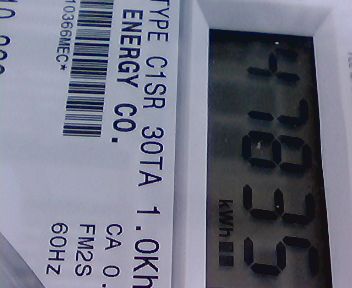 47835
kWh
TYPE C1SR 30TA 1.0Kh
ENERGY CO.
CA 0.
FM2S
60HZ
10366MEC*